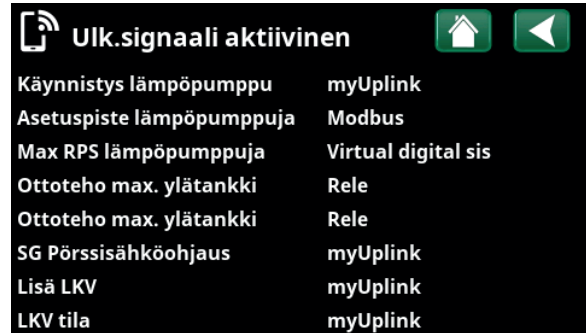 Ulk.signaali aktiivinen
Käynnistys lämpöpumppu myUplink
Asetuspiste lämpöpumppuja Modbus
Max RPS lämpöpumppuja Virtual digital sis
Ottoteho max. ylätankki Rele
Ottoteho max. ylätankki Rele
SG Pörssisähköohjaus myUplink
Lisä LKV myUplink
LKV tila myUplink